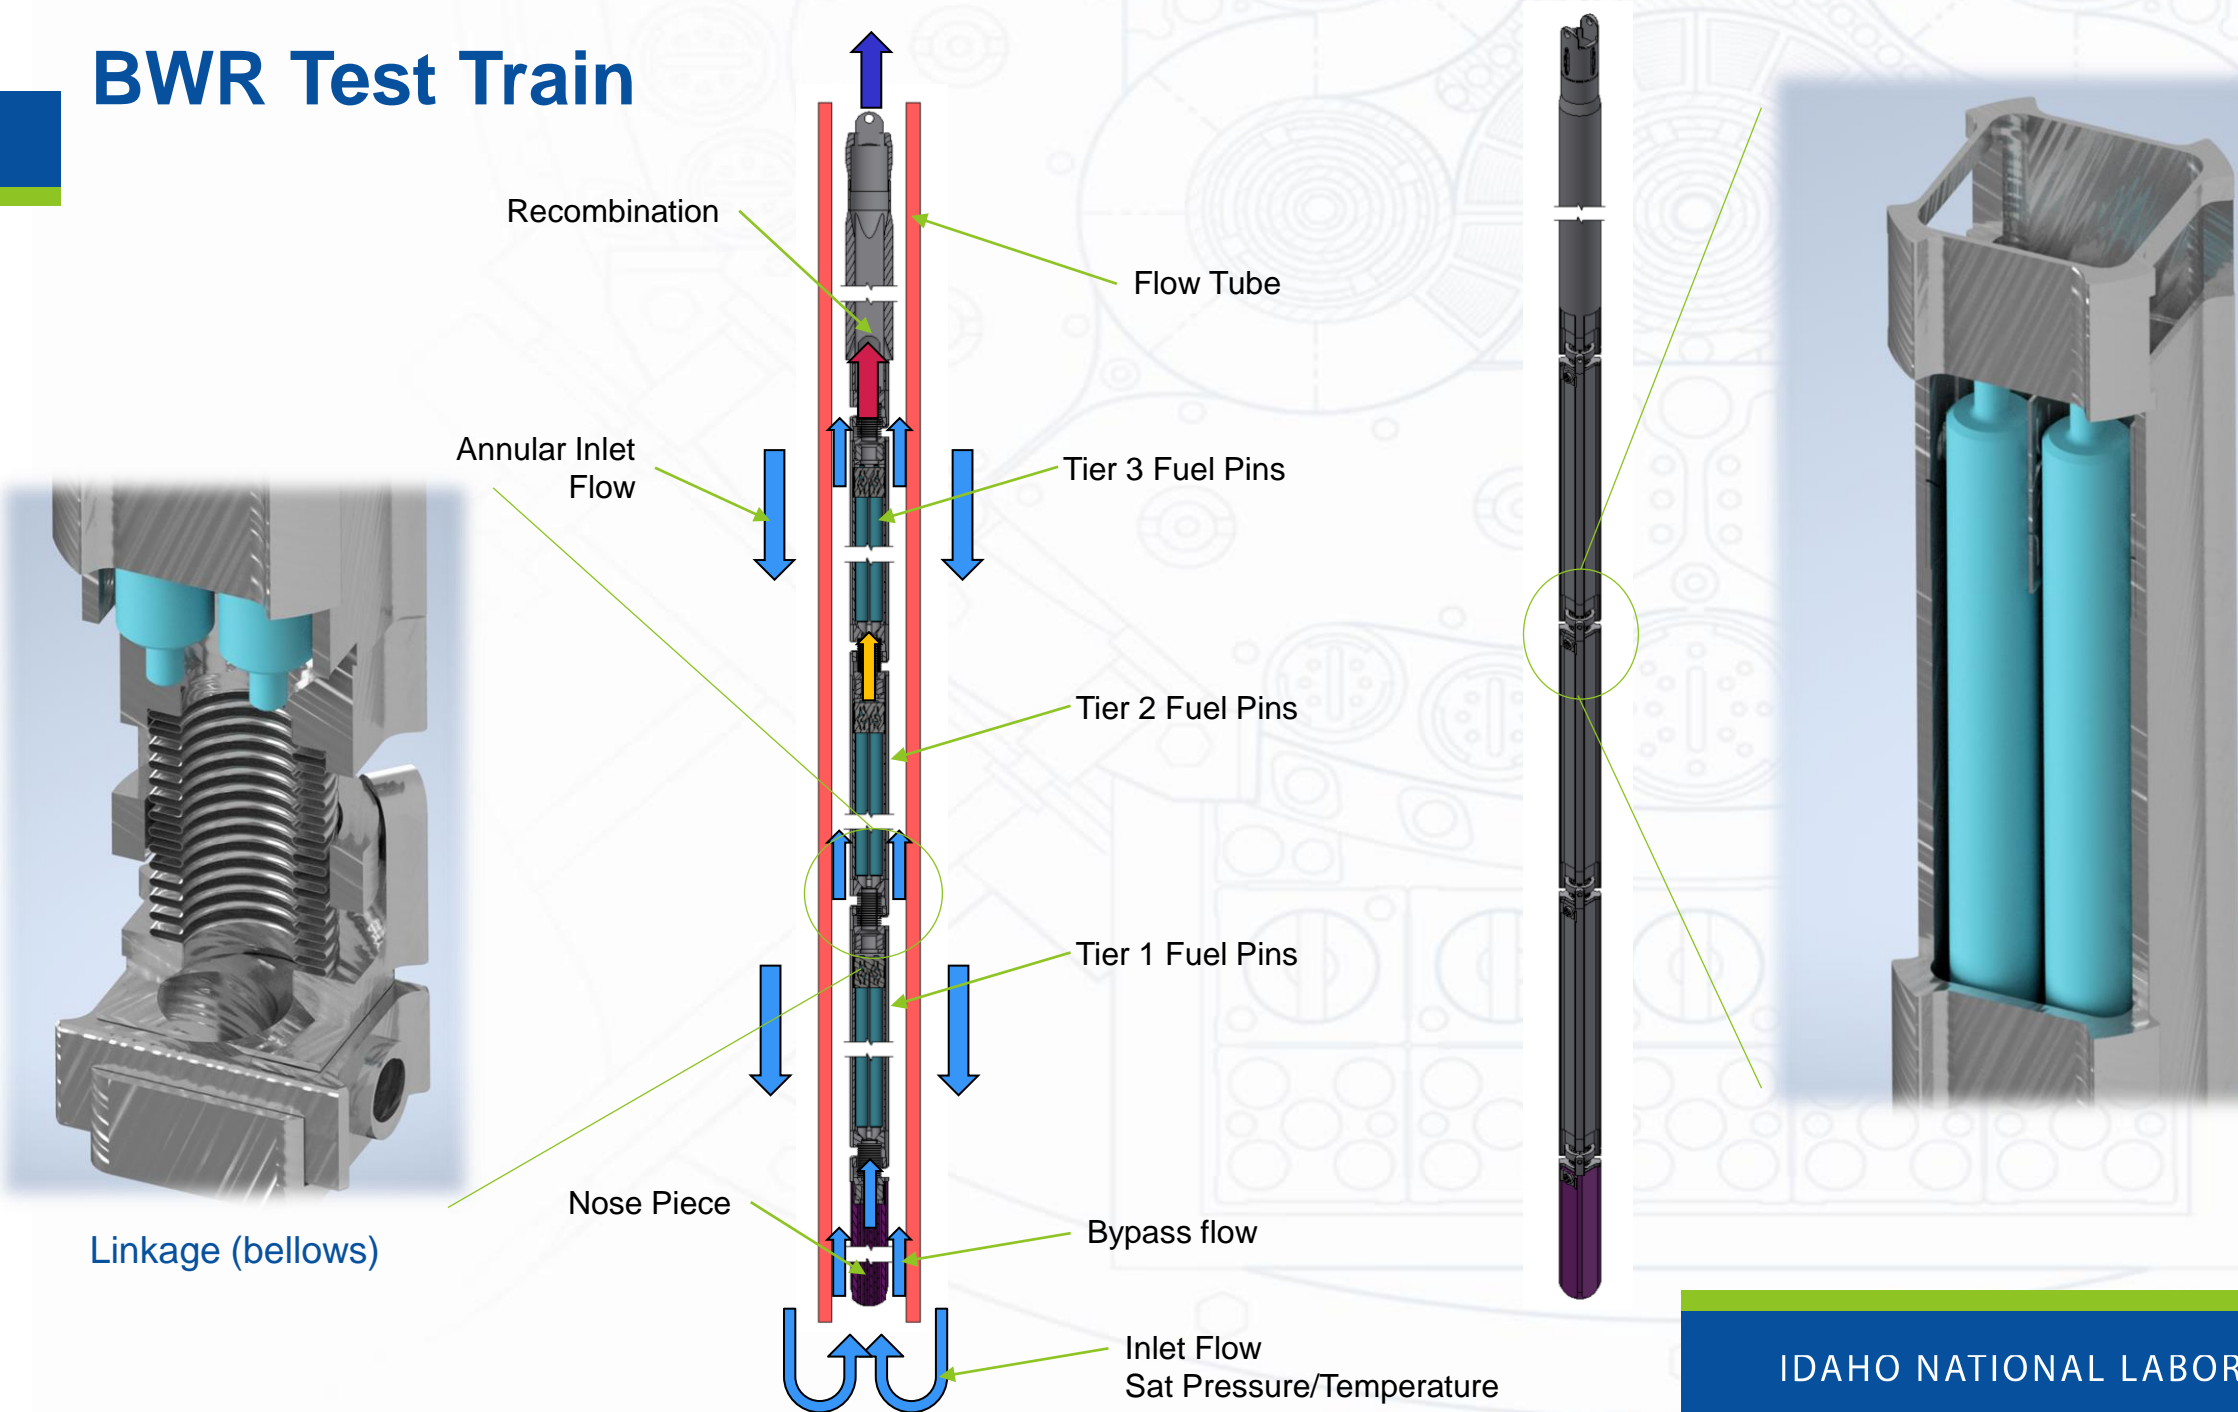 BWR Test Train
Recombination
Flow Tube
Annular Inlet
Flow
Tier 3 Fuel Pins
Tier 2 Fuel Pins
Tier 1 Fuel Pins
Nose Piece
Bypass flow
Linkage (bellows)
Inlet Flow
Sat Pressure/Temperature
IDAHO NATIONAL LABOR